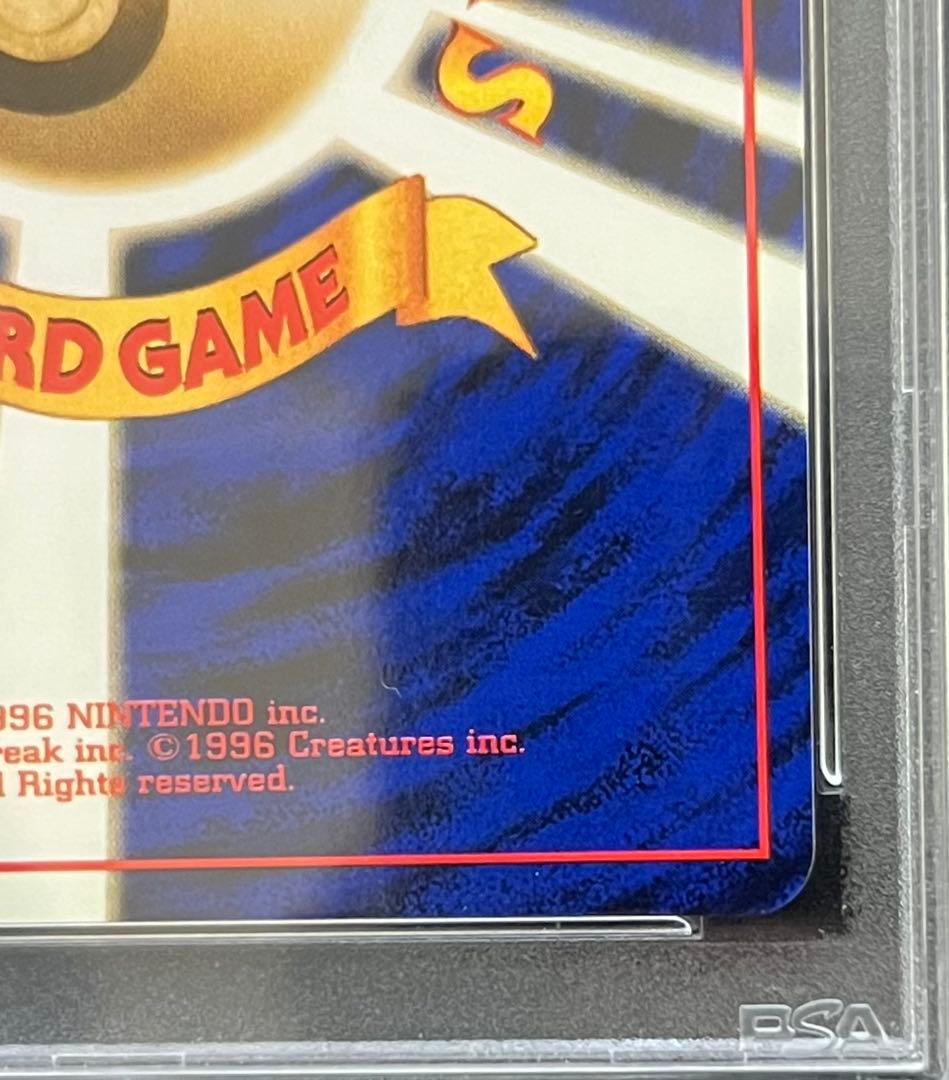 S
RD GAME
996 NINTENDO inc.
reak inc. ©1996 Creatures inc.
l Rights reserved.
PSA